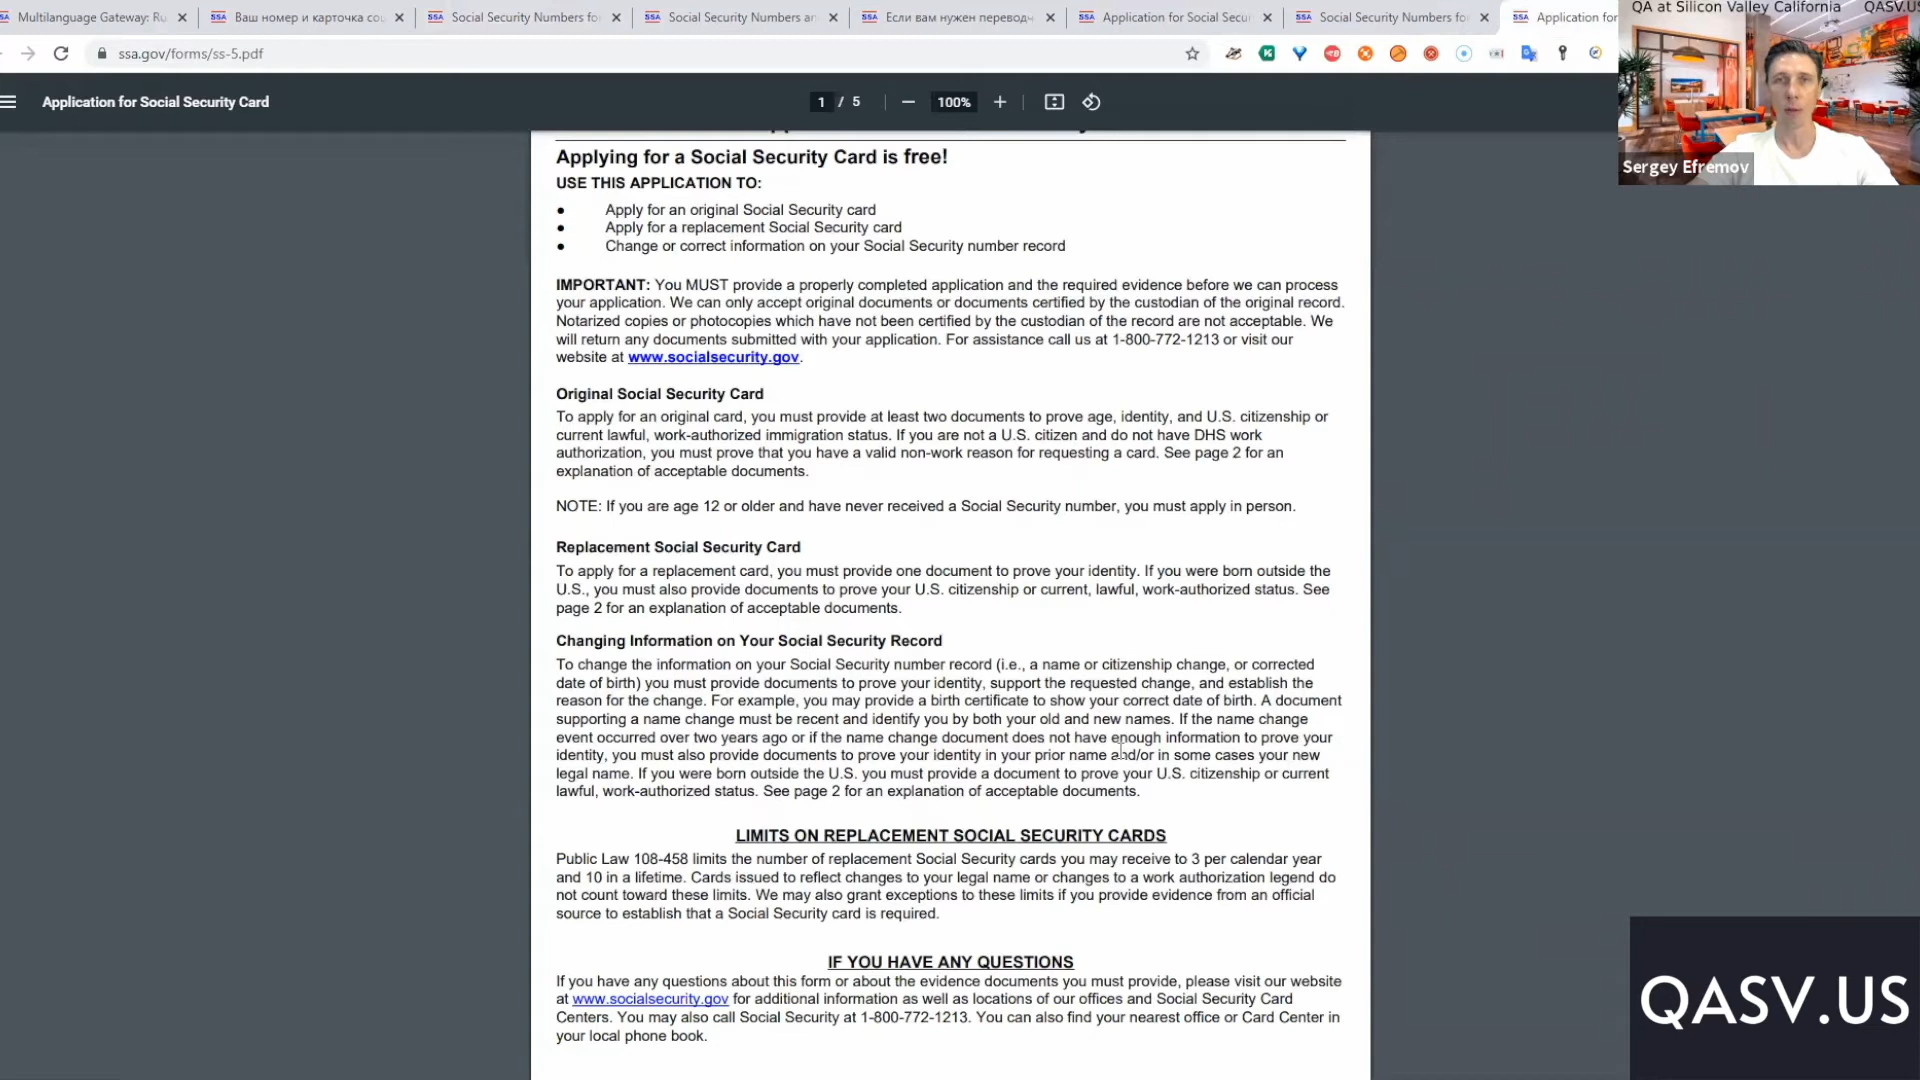 Multilanguage Gateway: Ru
Ваш номер и карточка соц
Social Security Numbers fo
Social Security Numbers an
Если вам нужен переводч
Application for Social Secu
Social Security Numbers fo
Application for
QA at Silicon Valley California QASV.US
ssa.gov/forms/ss-5.pdf
Application for Social Security Card
1 / 5
100%
Sergey Efremov
Applying for a Social Security Card is free!
USE THIS APPLICATION TO:
● Apply for an original Social Security card
● Apply for a replacement Social Security card
● Change or correct information on your Social Security number record
IMPORTANT: You MUST provide a properly completed application and the required evidence before we can process
your application. We can only accept original documents or documents certified by the custodian of the original record.
Notarized copies or photocopies which have not been certified by the custodian of the record are not acceptable. We
will return any documents submitted with your application. For assistance call us at 1-800-772-1213 or visit our
website at www.socialsecurity.gov.
Original Social Security Card
To apply for an original card, you must provide at least two documents to prove age, identity, and U.S. citizenship or
current lawful, work-authorized immigration status. If you are not a U.S. citizen and do not have DHS work
authorization, you must prove that you have a valid non-work reason for requesting a card. See page 2 for an
explanation of acceptable documents.
NOTE: If you are age 12 or older and have never received a Social Security number, you must apply in person.
Replacement Social Security Card
To apply for a replacement card, you must provide one document to prove your identity. If you were born outside the
U.S., you must also provide documents to prove your U.S. citizenship or current, lawful, work-authorized status. See
page 2 for an explanation of acceptable documents.
Changing Information on Your Social Security Record
To change the information on your Social Security number record (i.e., a name or citizenship change, or corrected
date of birth) you must provide documents to prove your identity, support the requested change, and establish the
reason for the change. For example, you may provide a birth certificate to show your correct date of birth. A document
supporting a name change must be recent and identify you by both your old and new names. If the name change
event occurred over two years ago or if the name change document does not have enough information to prove your
identity, you must also provide documents to prove your identity in your prior name and/or in some cases your new
legal name. If you were born outside the U.S. you must provide a document to prove your U.S. citizenship or current
lawful, work-authorized status. See page 2 for an explanation of acceptable documents.
LIMITS ON REPLACEMENT SOCIAL SECURITY CARDS
Public Law 108-458 limits the number of replacement Social Security cards you may receive to 3 per calendar year
and 10 in a lifetime. Cards issued to reflect changes to your legal name or changes to a work authorization legend do
not count toward these limits. We may also grant exceptions to these limits if you provide evidence from an official
source to establish that a Social Security card is required.
IF YOU HAVE ANY QUESTIONS
If you have any questions about this form or about the evidence documents you must provide, please visit our website
at www.socialsecurity.gov for additional information as well as locations of our offices and Social Security Card
Centers. You may also call Social Security at 1-800-772-1213. You can also find your nearest office or Card Center in
your local phone book.
QASV.US